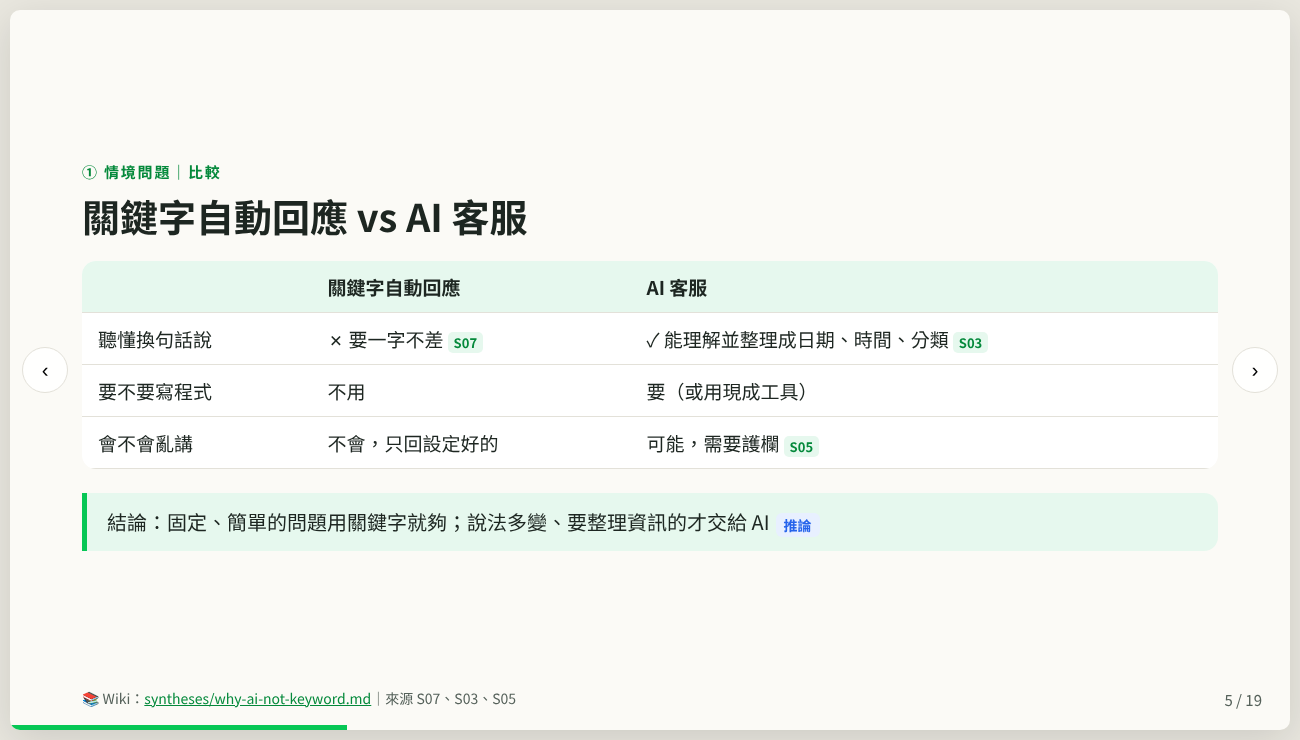 ① 情境問題｜比較
關鍵字自動回應 vs AI 客服
關鍵字自動回應 AI 客服
聽懂換句話說 × 要一字不差 S07 ✓ 能理解並整理成日期、時間、分類 S03
要不要寫程式 不用 要（或用現成工具）
會不會亂講 不會，只回設定好的 可能，需要護欄 S05
‹ ›
結論：固定、簡單的問題用關鍵字就夠；說法多變、要整理資訊的才交給 AI 推論
📚 Wiki：syntheses/why-ai-not-keyword.md｜來源 S07、S03、S05
5 / 19